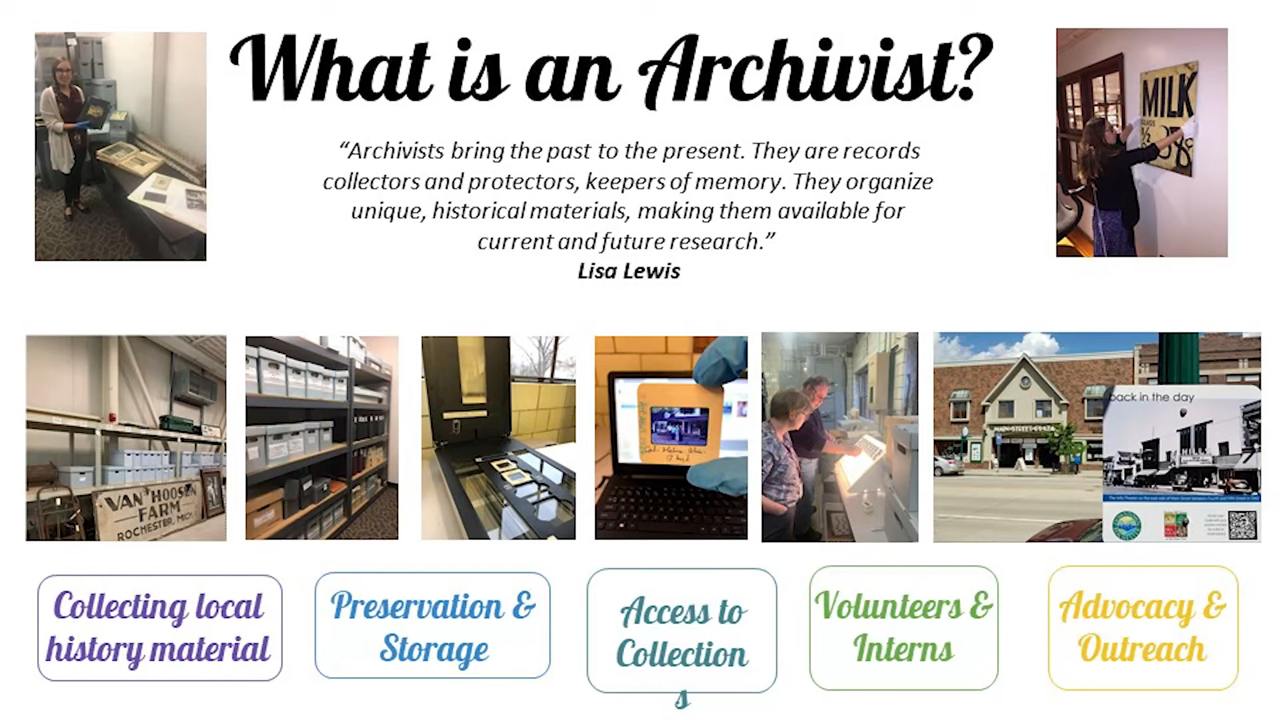 What is an Archivist?
“Archivists bring the past to the present. They are records
collectors and protectors, keepers of memory. They organize
unique, historical materials, making them available for
current and future research.”
Lisa Lewis
MILK
VAN HOOSEN
FARM
ROCHESTER, MICH
MAIN STREET PLAZA
back in the day
Collecting local
history material
Preservation &
Storage
Access to
Collection
s
Volunteers &
Interns
Advocacy &
Outreach